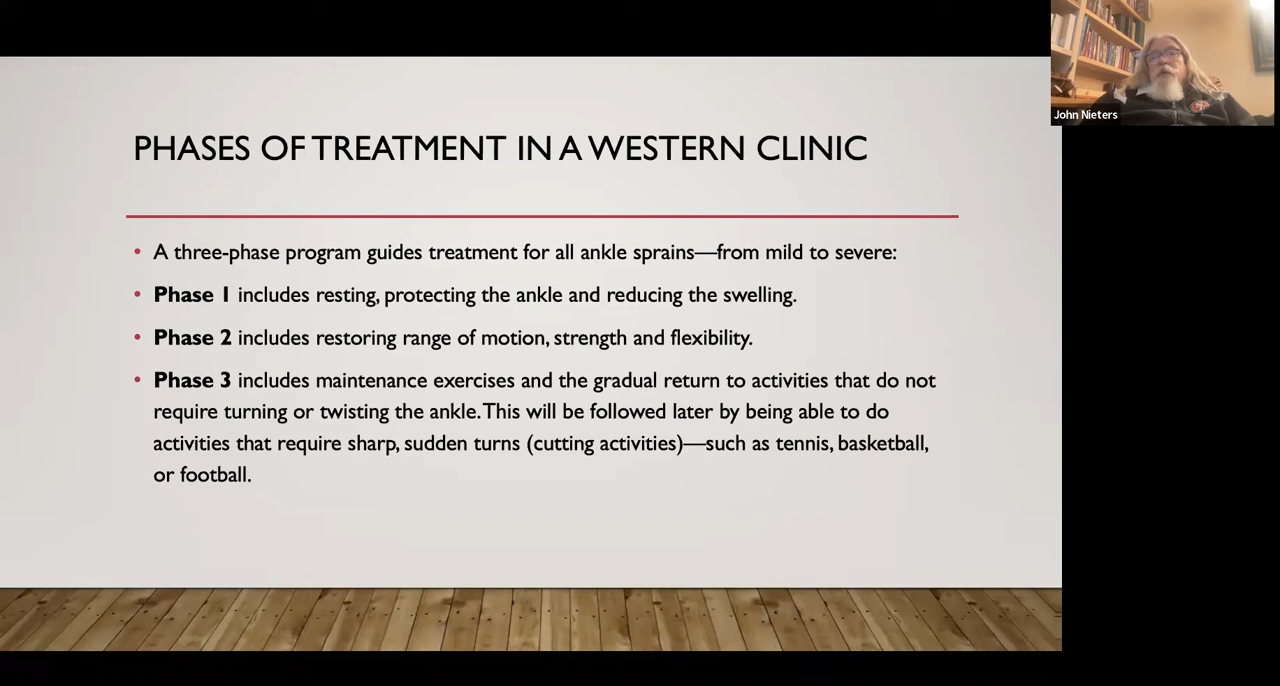 John Nieters
PHASES OF TREATMENT IN A WESTERN CLINIC
• A three-phase program guides treatment for all ankle sprains—from mild to severe:
• Phase 1 includes resting, protecting the ankle and reducing the swelling.
• Phase 2 includes restoring range of motion, strength and flexibility.
• Phase 3 includes maintenance exercises and the gradual return to activities that do not
require turning or twisting the ankle. This will be followed later by being able to do
activities that require sharp, sudden turns (cutting activities)—such as tennis, basketball,
or football.